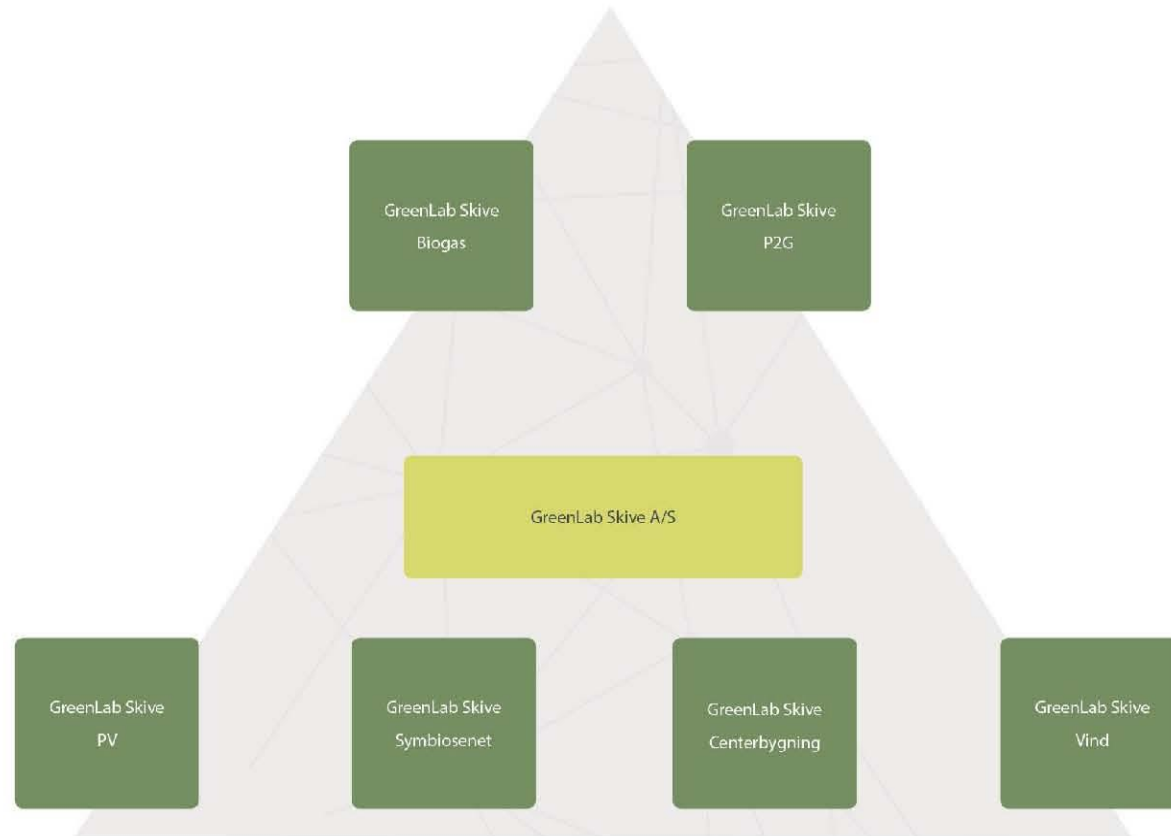 GreenLab Skive
Biogas
GreenLab Skive
P2G
GreenLab Skive A/S
GreenLab Skive
PV
GreenLab Skive
Symbiosenet
GreenLab Skive
Centerbygning
GreenLab Skive
Vind